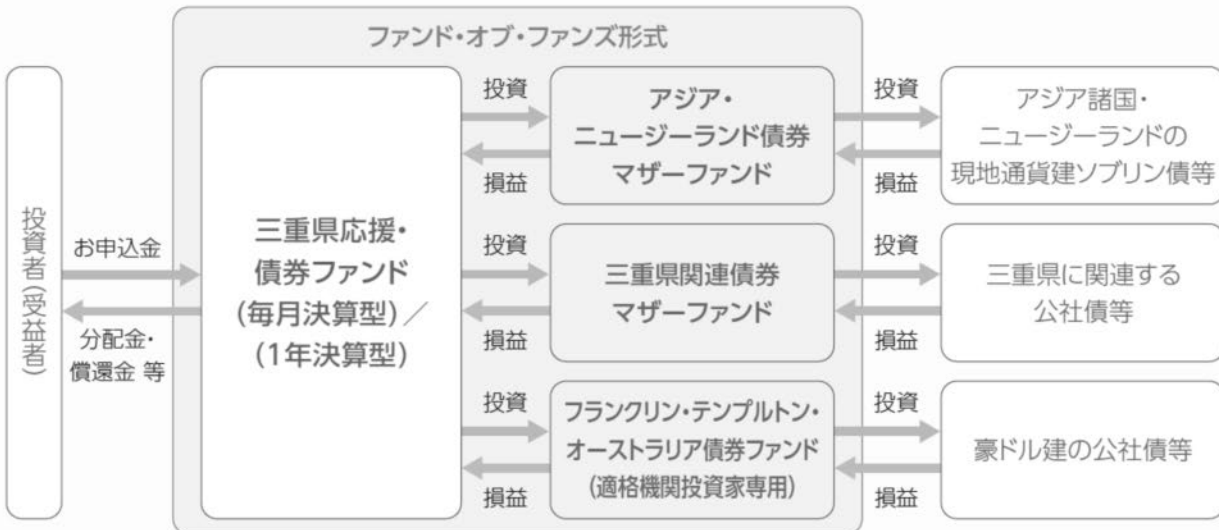 ファンド・オブ・ファンズ形式
投資者(受益者)
お申込金
分配金・
償還金 等
三重県応援・
債券ファンド
(毎月決算型)／
(1年決算型)
投資
損益
アジア・
ニュージーランド債券
マザーファンド
投資
損益
アジア諸国・
ニュージーランドの
現地通貨建ソブリン債等
投資
損益
三重県関連債券
マザーファンド
投資
損益
三重県に関連する
公社債等
投資
損益
フランクリン・テンプルトン・
オーストラリア債券ファンド
(適格機関投資家専用)
投資
損益
豪ドル建の公社債等